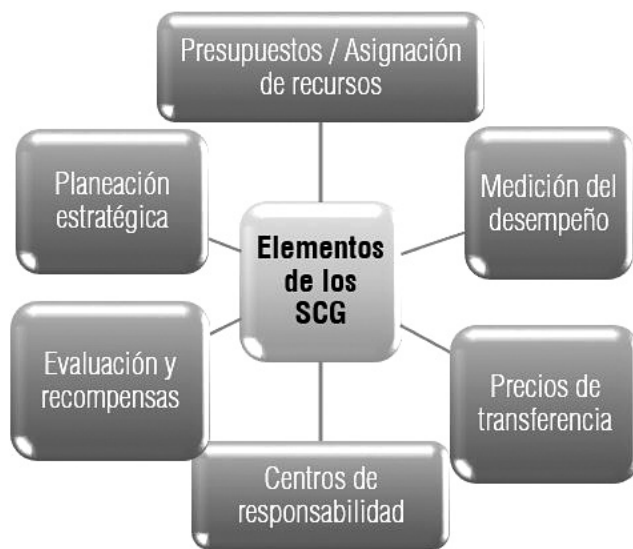 Presupuestos / Asignación
de recursos
Planeación
estratégica
Medición del
desempeño
Elementos
de los
SCG
Evaluación y
recompensas
Precios de
transferencia
Centros de
responsabilidad